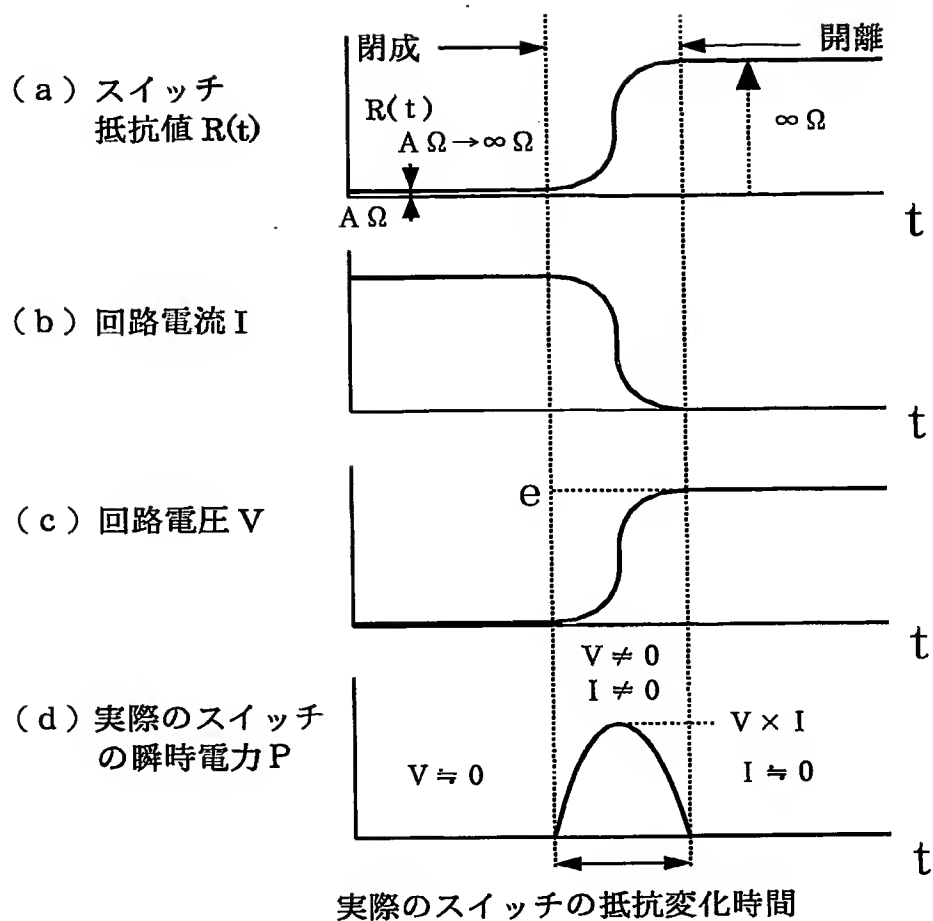 閉成
開離
(a) スイッチ
抵抗値 R(t)
R(t)
AΩ→∞Ω
∞Ω
AΩ
t
(b) 回路電流 I
t
(c) 回路電圧 V
e
t
V≠0
I≠0
(d) 実際のスイッチ
の瞬時電力 P
V×I
V≒0
I≒0
t
実際のスイッチの抵抗変化時間